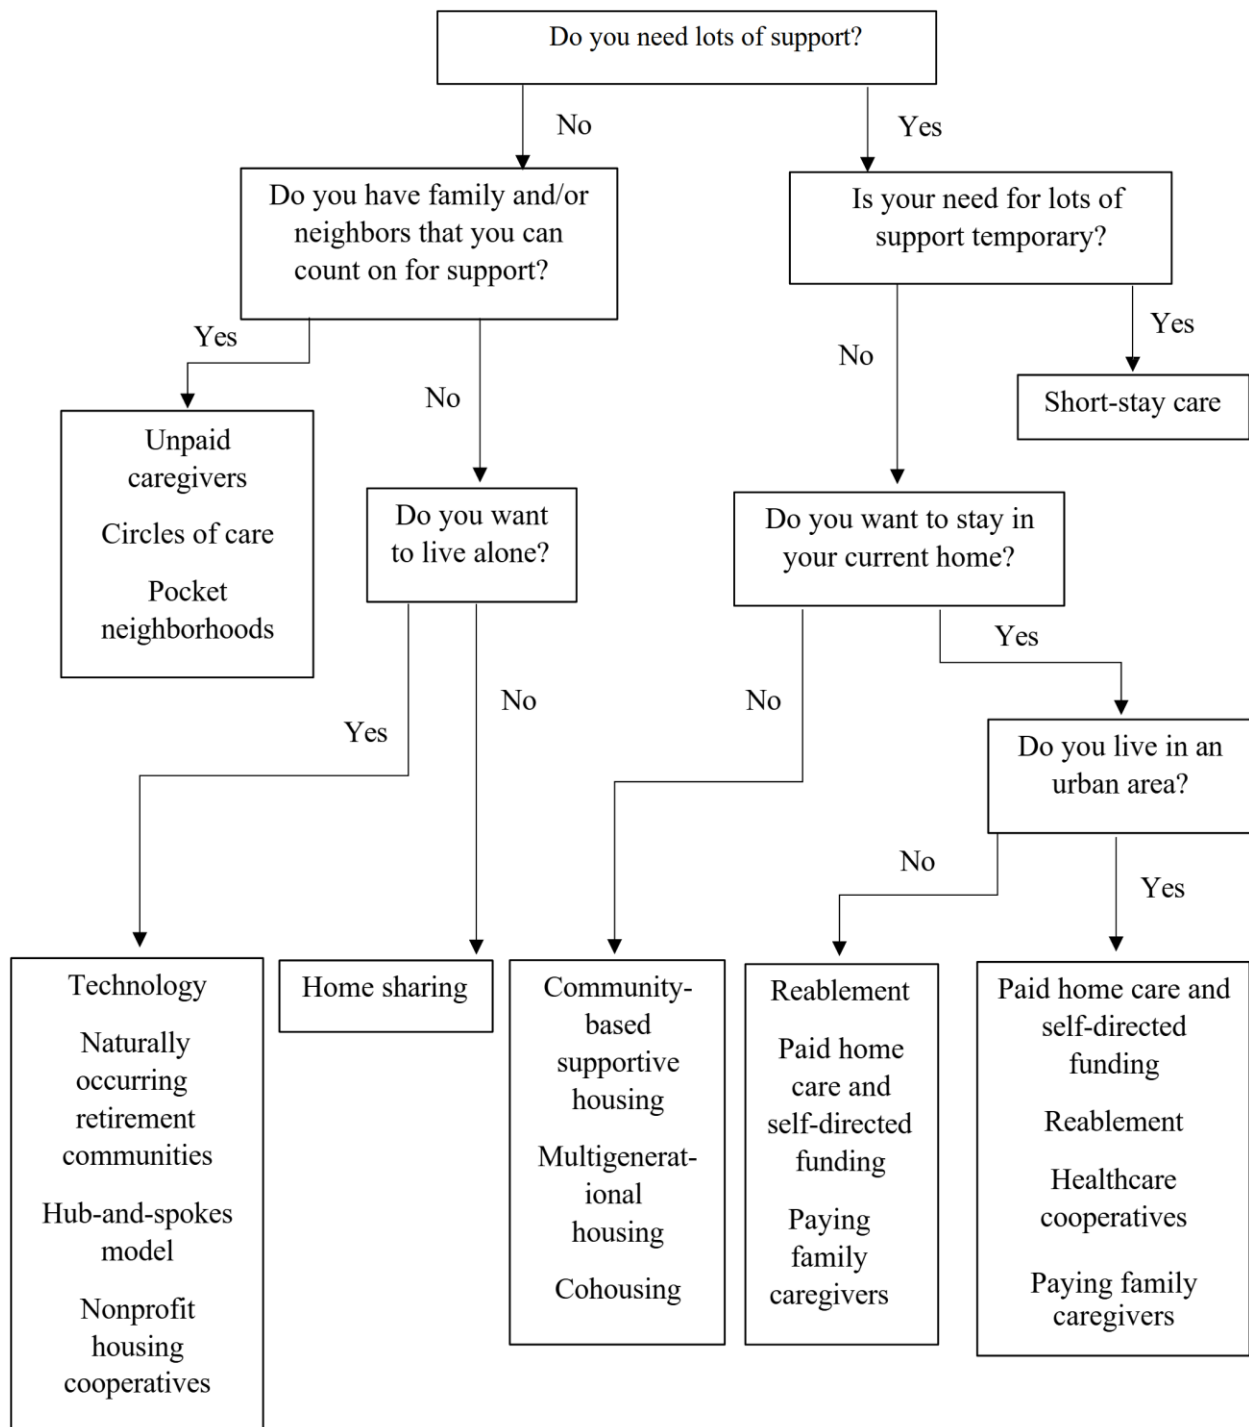 Do you need lots of support?
No
Yes
Do you have family and/or
neighbors that you can
count on for support?
Is your need for lots of
support temporary?
Yes
No
No
Yes
Unpaid
caregivers
Circles of care
Pocket
neighborhoods
Short-stay care
Do you want
to live alone?
Do you want to stay in
your current home?
Yes
No
No
Yes
Do you live in an
urban area?
No
Yes
Technology
Naturally
occurring
retirement
communities
Hub-and-spokes
model
Nonprofit
housing
cooperatives
Home sharing
Community-
based
supportive
housing
Multigenerat-
ional
housing
Cohousing
Reablement
Paid home
care and
self-directed
funding
Paying
family
caregivers
Paid home care and
self-directed
funding
Reablement
Healthcare
cooperatives
Paying family
caregivers